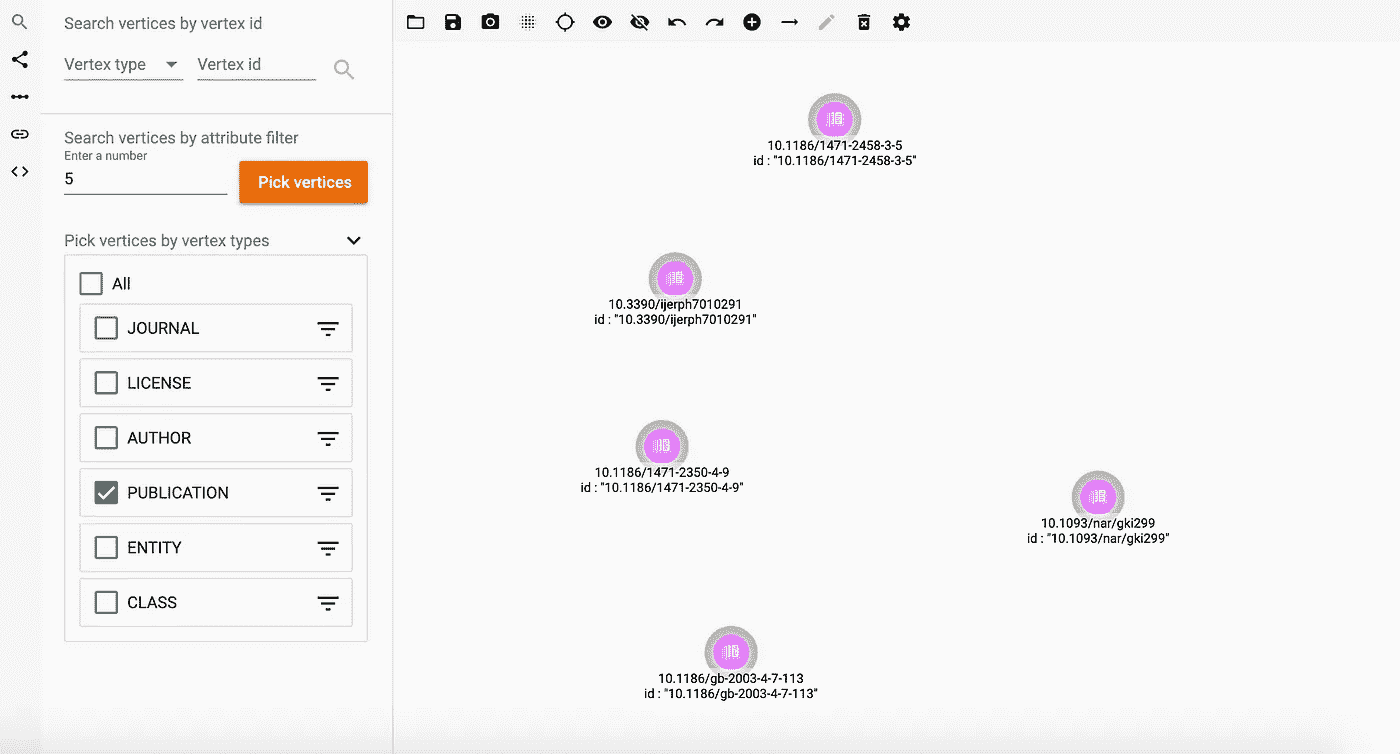 Search vertices by vertex id
Vertex type Vertex id
Search vertices by attribute filter
Enter a number
5
Pick vertices
Pick vertices by vertex types
All
JOURNAL
LICENSE
AUTHOR
PUBLICATION
ENTITY
CLASS
10.1186/1471-2458-3-5
id : "10.1186/1471-2458-3-5"
10.3390/ijerph7010291
id : "10.3390/ijerph7010291"
10.1186/1471-2350-4-9
id : "10.1186/1471-2350-4-9"
10.1093/nar/gki299
id : "10.1093/nar/gki299"
10.1186/gb-2003-4-7-113
id : "10.1186/gb-2003-4-7-113"